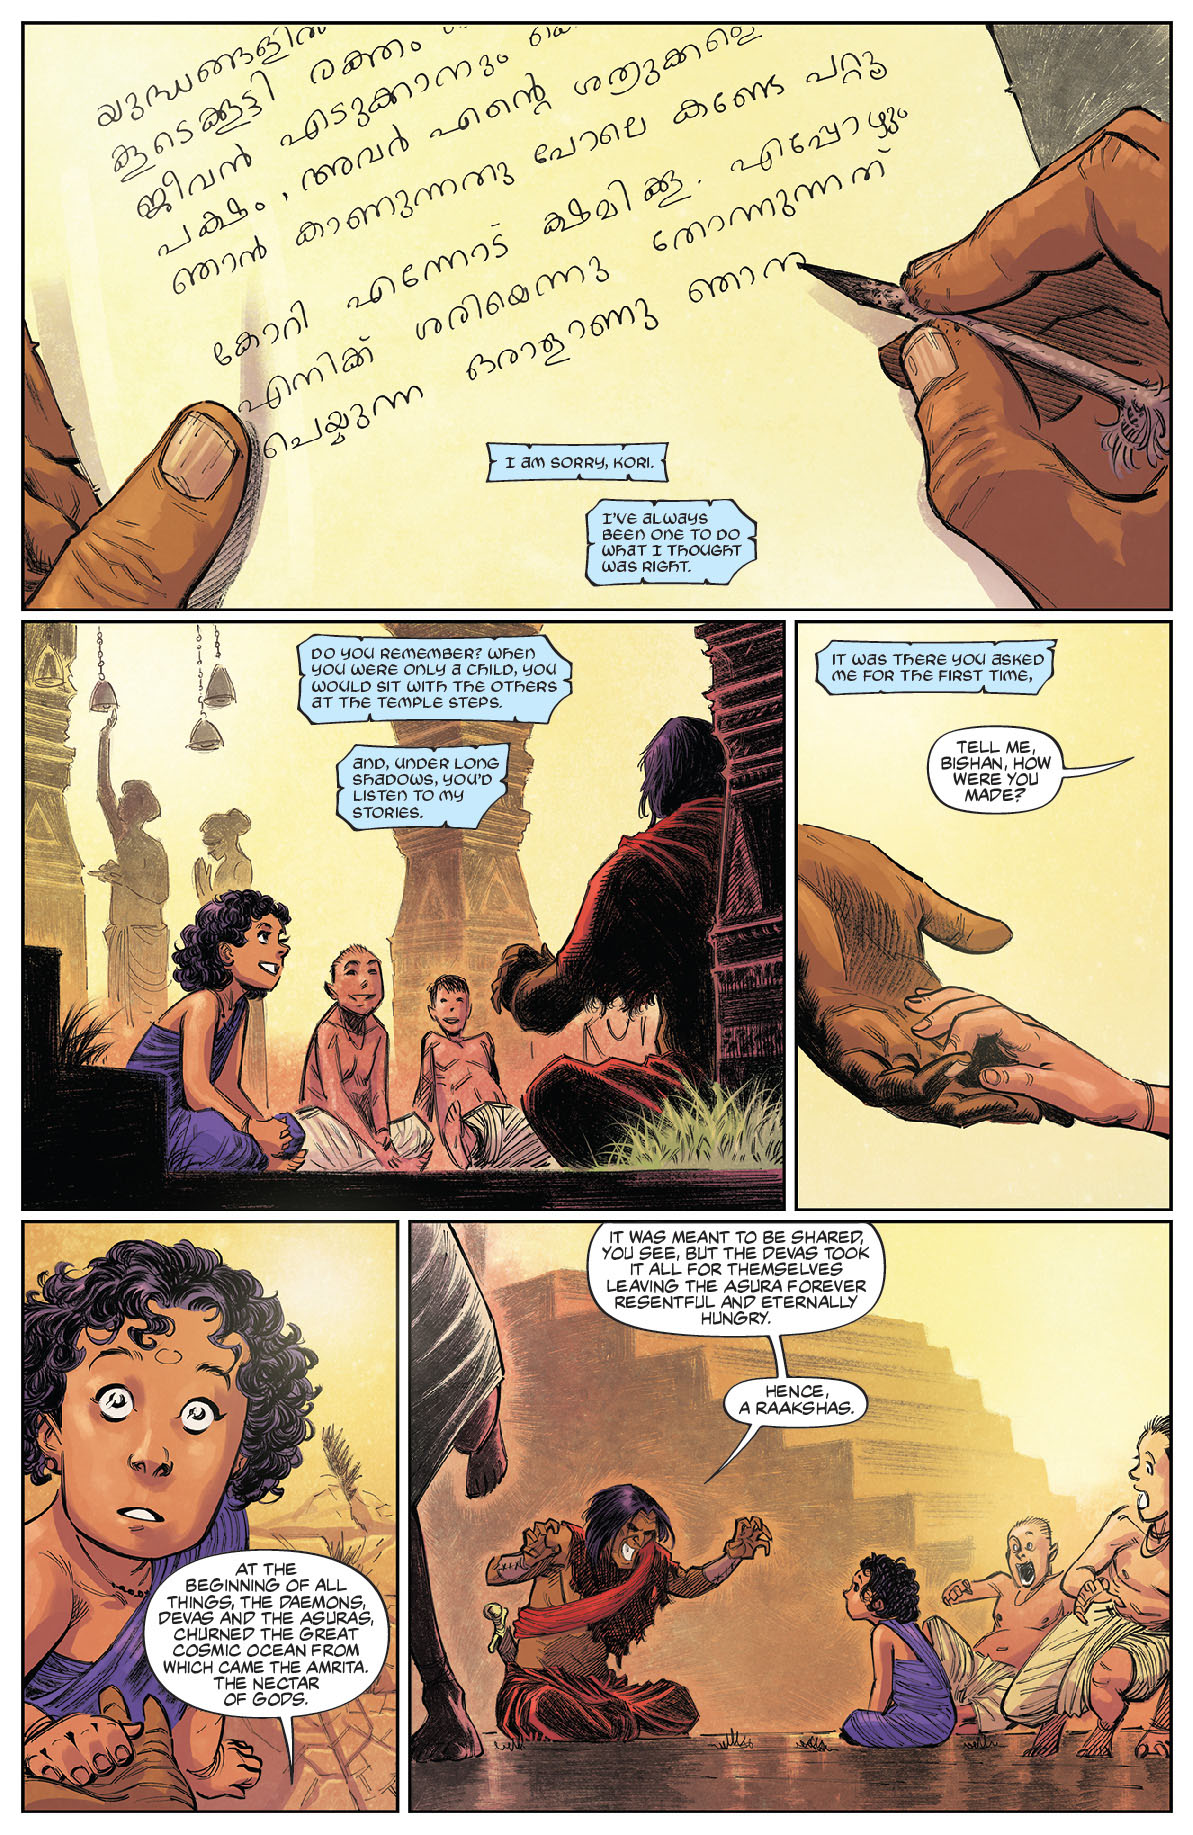 യുദ്ധങ്ങളിൽ
കൂടെക്കൂട്ടി രക്തം
ജീവൻ എടുക്കാനും
പക്ഷം, അവർ എന്റെ ശത്രുക്കളെ
ഞാൻ കാണുന്നതു പോലെ കണ്ടേ പറ്റൂ
കോറി എന്നോട് ക്ഷമിക്കൂ. എപ്പോഴും
എനിക്ക് ശരിയെന്നു തോന്നുന്നത്
ചെയ്യുന്ന ഒരാളാണു ഞാന
I AM SORRY, KORI.
I'VE ALWAYS
BEEN ONE TO DO
WHAT I THOUGHT
WAS RIGHT.
DO YOU REMEMBER? WHEN
YOU WERE ONLY A CHILD, YOU
WOULD SIT WITH THE OTHERS
AT THE TEMPLE STEPS.
AND, UNDER LONG
SHADOWS, YOU'D
LISTEN TO MY
STORIES.
IT WAS THERE YOU ASKED
ME FOR THE FIRST TIME,
TELL ME,
BISHAN, HOW
WERE YOU
MADE?
AT THE
BEGINNING OF ALL
THINGS, THE DAEMONS,
DEVAS AND THE ASURAS,
CHURNED THE GREAT
COSMIC OCEAN FROM
WHICH CAME THE AMRITA.
THE NECTAR
OF GODS.
IT WAS MEANT TO BE SHARED,
YOU SEE, BUT THE DEVAS TOOK
IT ALL FOR THEMSELVES
LEAVING THE ASURA FOREVER
RESENTFUL AND ETERNALLY
HUNGRY.
HENCE,
A RAAKSHAS.